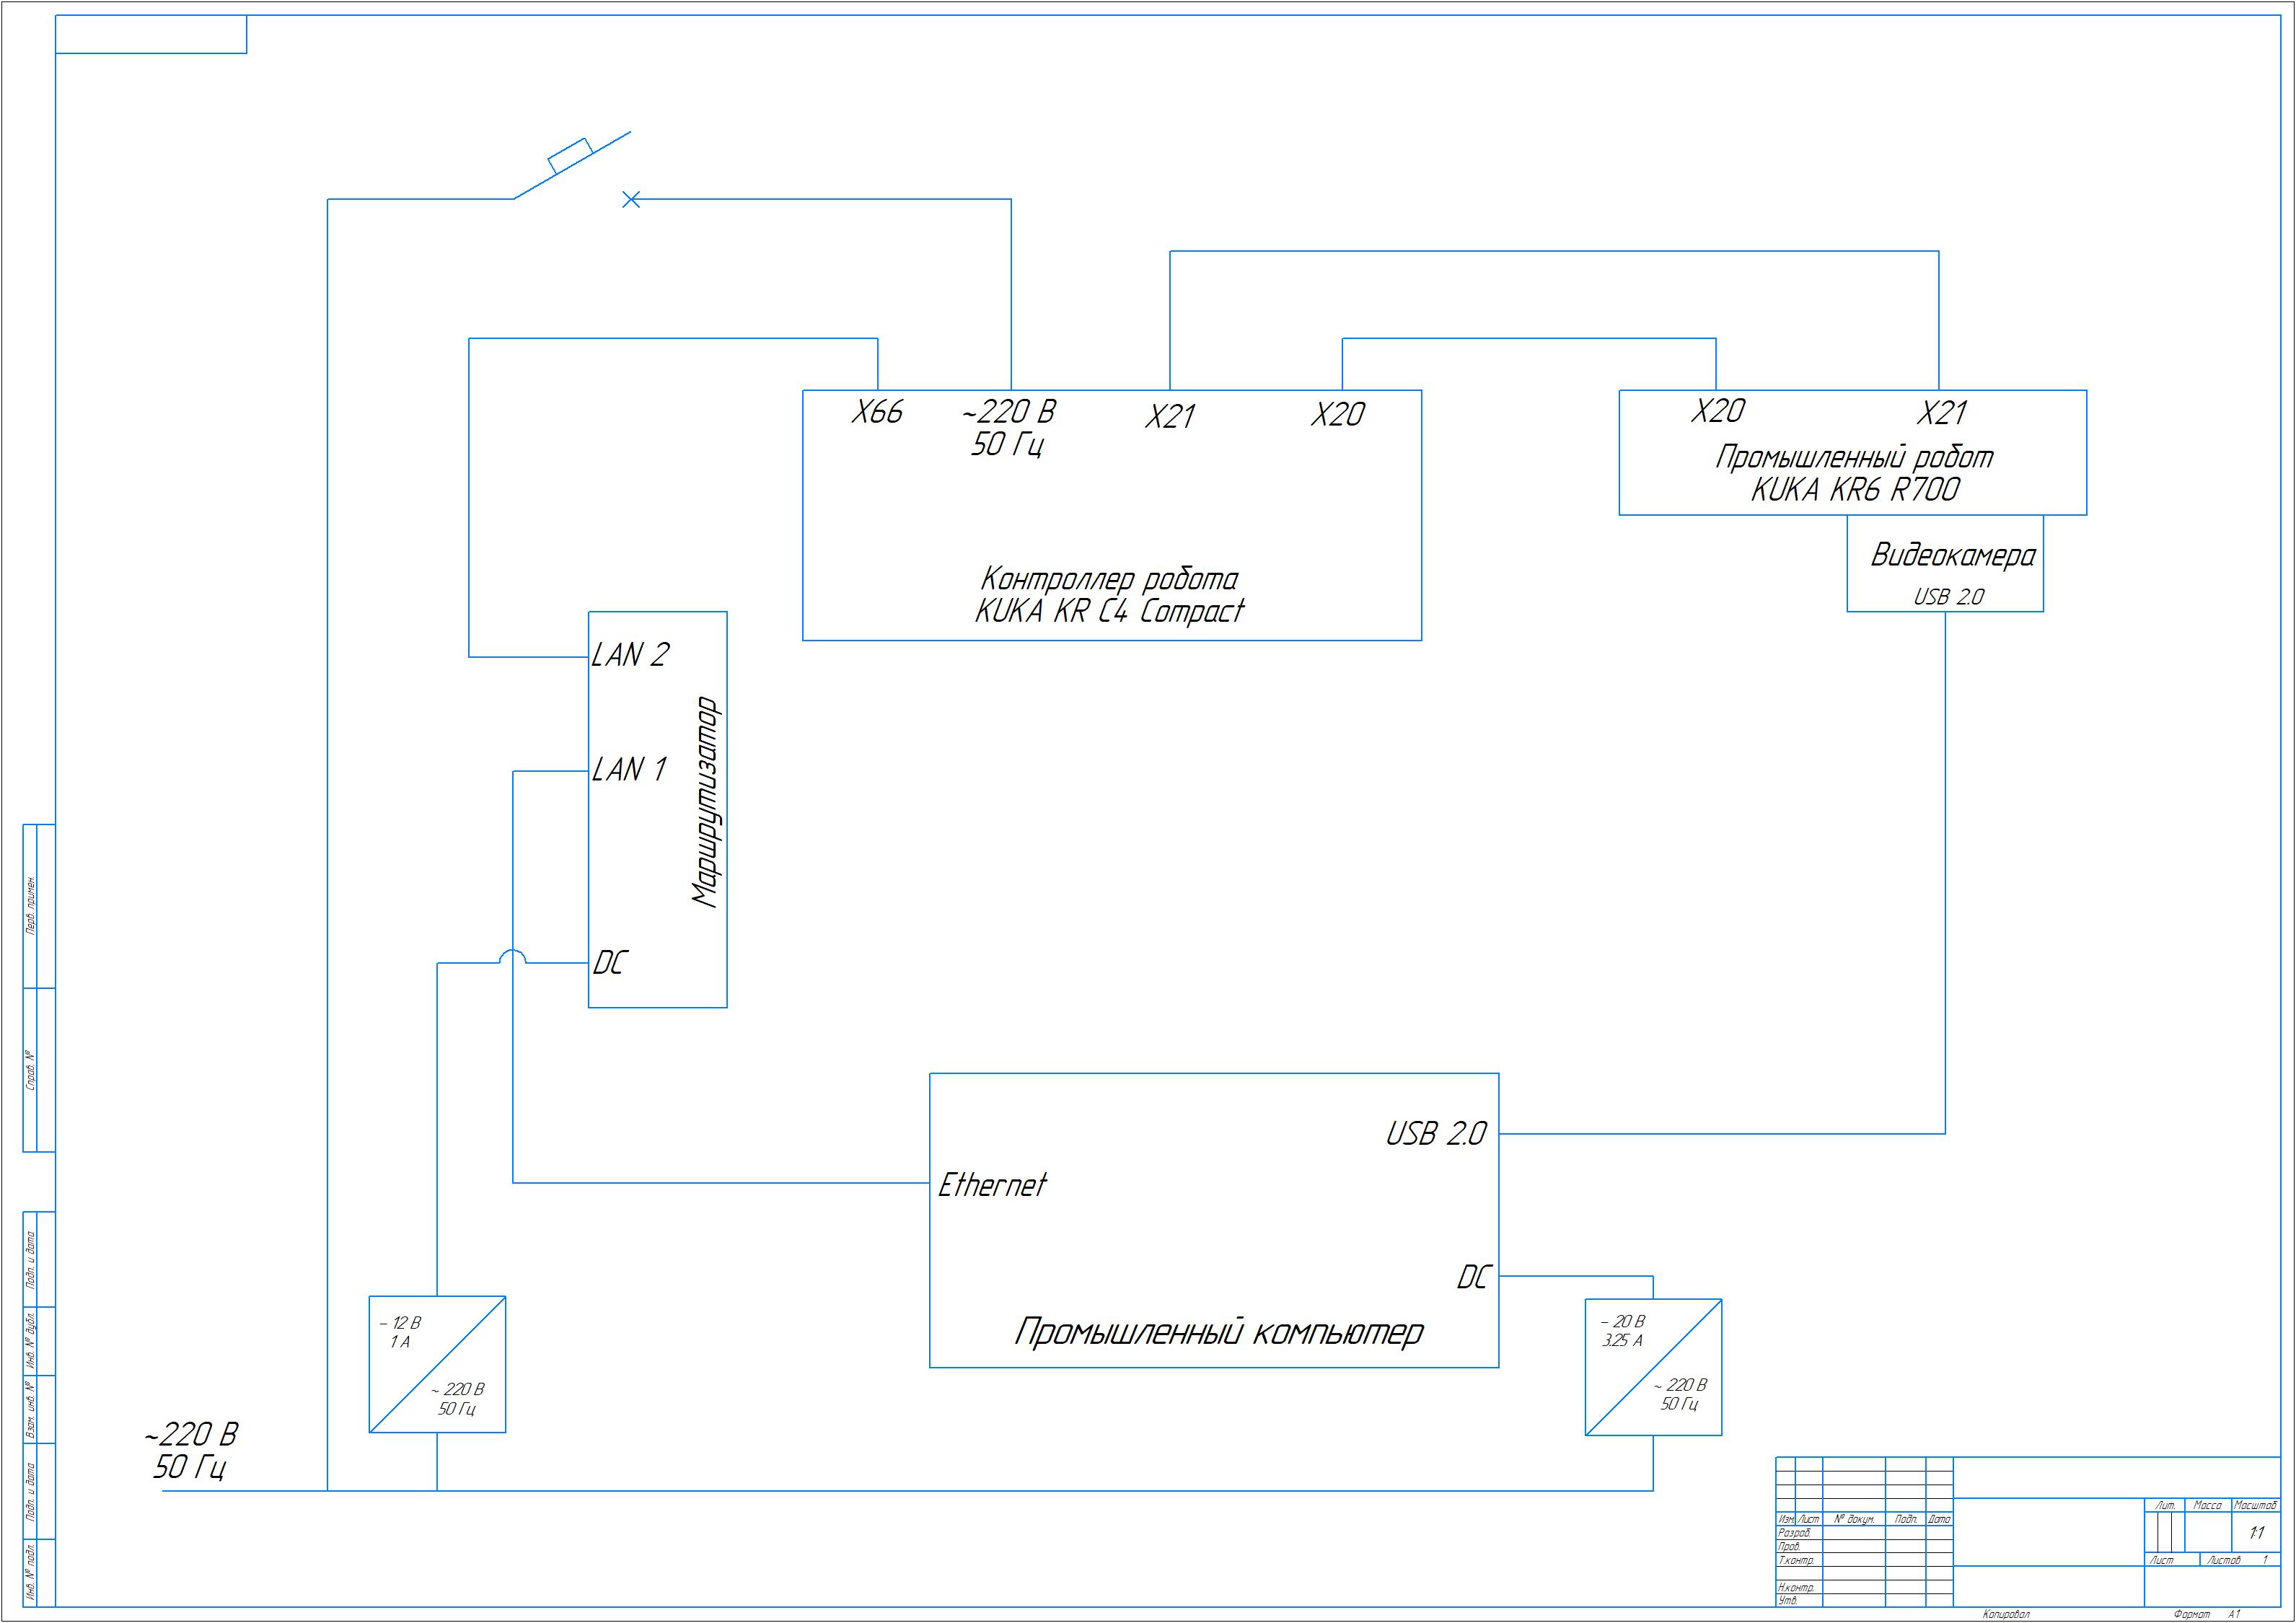 X66
~220 В
50 Гц
X21
X20
Контроллер робота
KUKA KR C4 Compact
X20
X21
Промышленный робот
KUKA KR6 R700
Видеокамера
USB 2.0
LAN 2
LAN 1
DC
Маршрутизатор
USB 2.0
Ethernet
DC
Промышленный компьютер
– 12 В
1 А
~ 220 В
50 Гц
– 20 В
3.25 А
~ 220 В
50 Гц
~220 В
50 Гц
Перв. примен.
Справ. №
Подп. и дата
Инв. № дубл.
Взам. инв. №
Подп. и дата
Инв. № подл.
Изм. Лист № докум. Подп. Дата
Разраб.
Пров.
Т.контр.
Н.контр.
Утв.
Лит. Масса Масштаб
1:1
Лист Листов 1
Копировал Формат А1